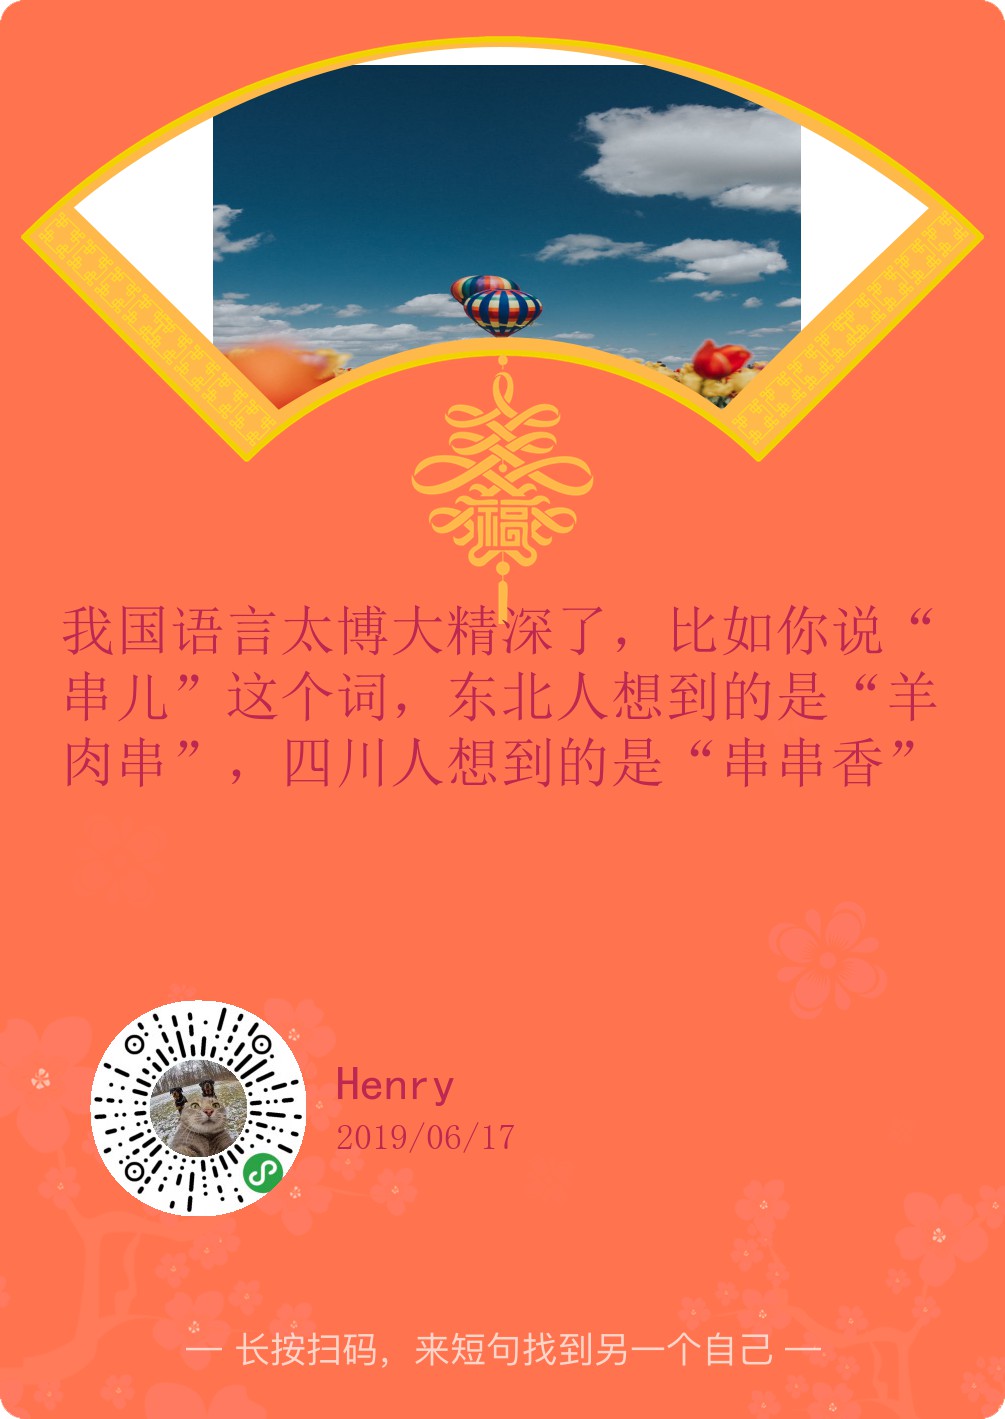 福
我国语言太博大精深了，比如你说“
串儿”这个词，东北人想到的是“羊
肉串”，四川人想到的是“串串香”
Henry
2019/06/17
— 长按扫码，来短句找到另一个自己 —